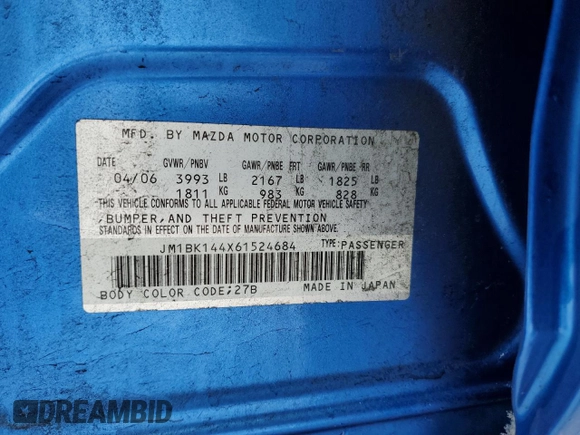 MFD. BY MAZDA MOTOR CORPORATION
DATE GVWR/PNBV GAWR/PNBE FRT GAWR/PNBE RR
04/06 3993 LB 2167 LB 1825 LB
1811 KG 983 KG 828 KG
THIS VEHICLE CONFORMS TO ALL APPLICABLE FEDERAL MOTOR VEHICLE SAFETY
,BUMPER,AND THEFT PREVENTION
STANDARDS IN EFFECT ON THE DATE OF MANUFACTURE SHOWN ABOVE.
JM1BK144X61524684 TYPE:PASSENGER
BODY COLOR CODE;27B MADE IN JAPAN
DREAMBID